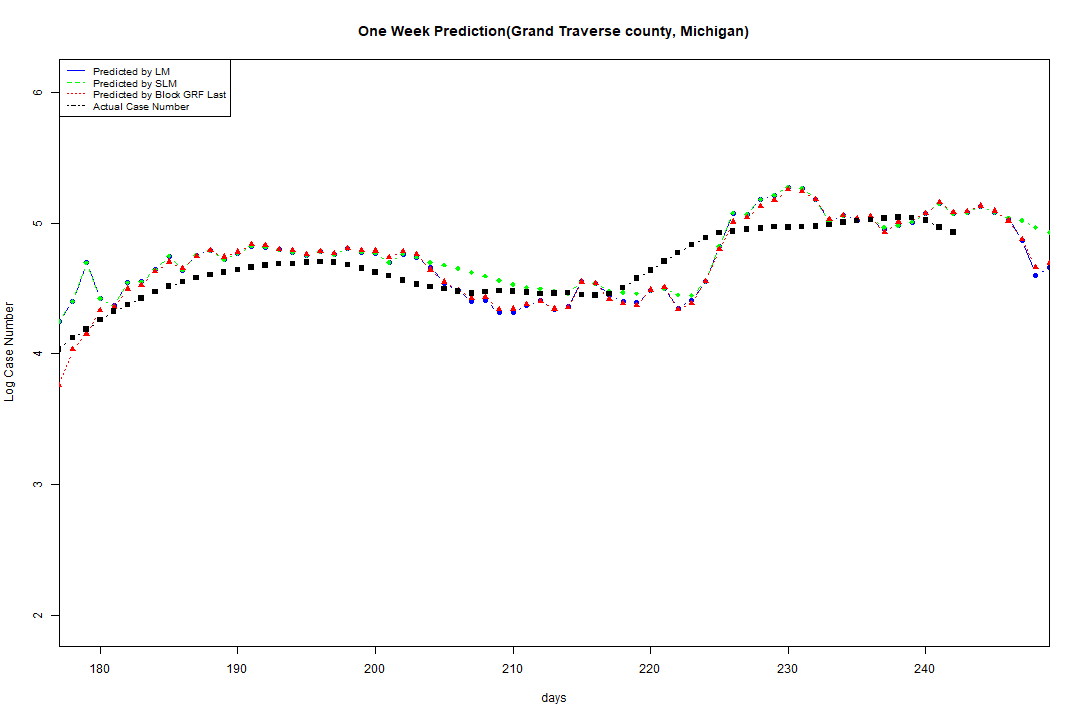 One Week Prediction(Grand Traverse county, Michigan)
Predicted by LM
Predicted by SLM
Predicted by Block GRF Last
Actual Case Number
6
5
4
3
2
Log Case Number
180 190 200 210 220 230 240
days